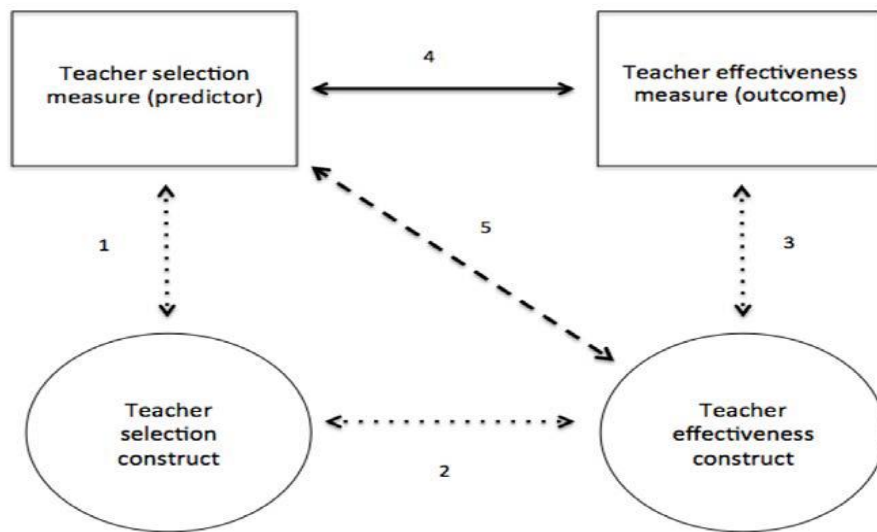 Teacher selection
measure (predictor)
4
Teacher effectiveness
measure (outcome)
1
5
3
Teacher
selection
construct
2
Teacher
effectiveness
construct